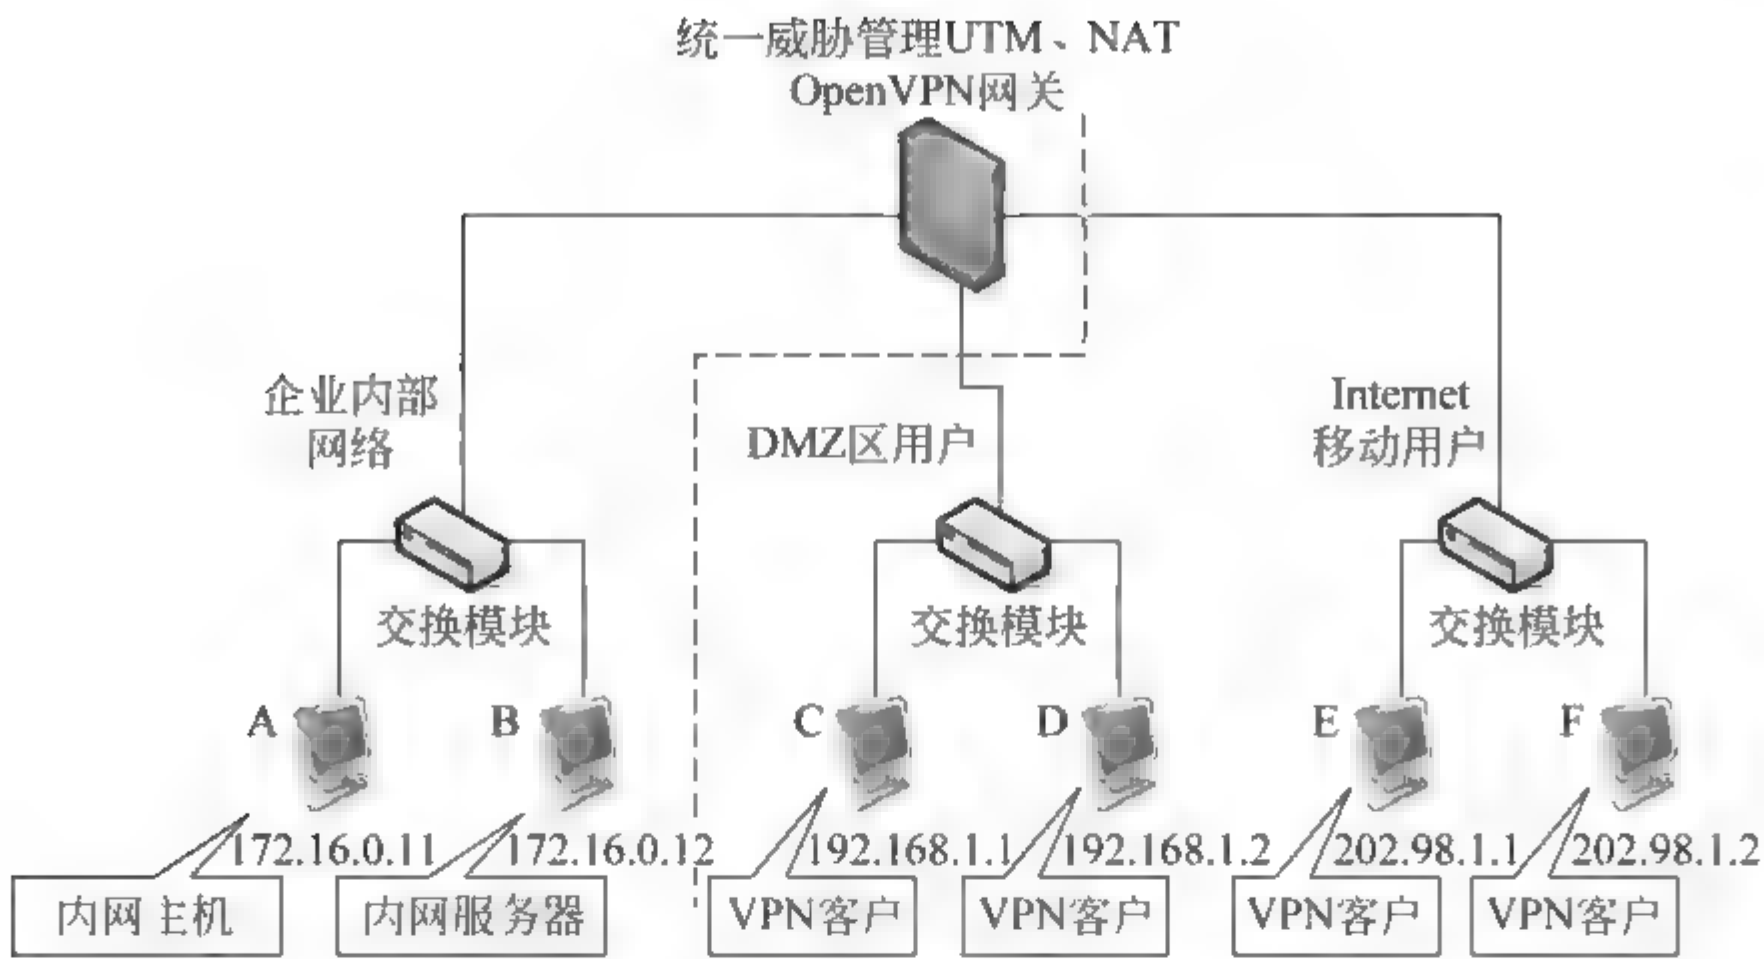 统一威胁管理UTM、NAT
OpenVPN网关
企业内部
网络
DMZ区用户
Internet
移动用户
交换模块
交换模块
交换模块
A
B
C
D
E
F
172.16.0.11
172.16.0.12
192.168.1.1
192.168.1.2
202.98.1.1
202.98.1.2
内网主机
内网服务器
VPN客户
VPN客户
VPN客户
VPN客户